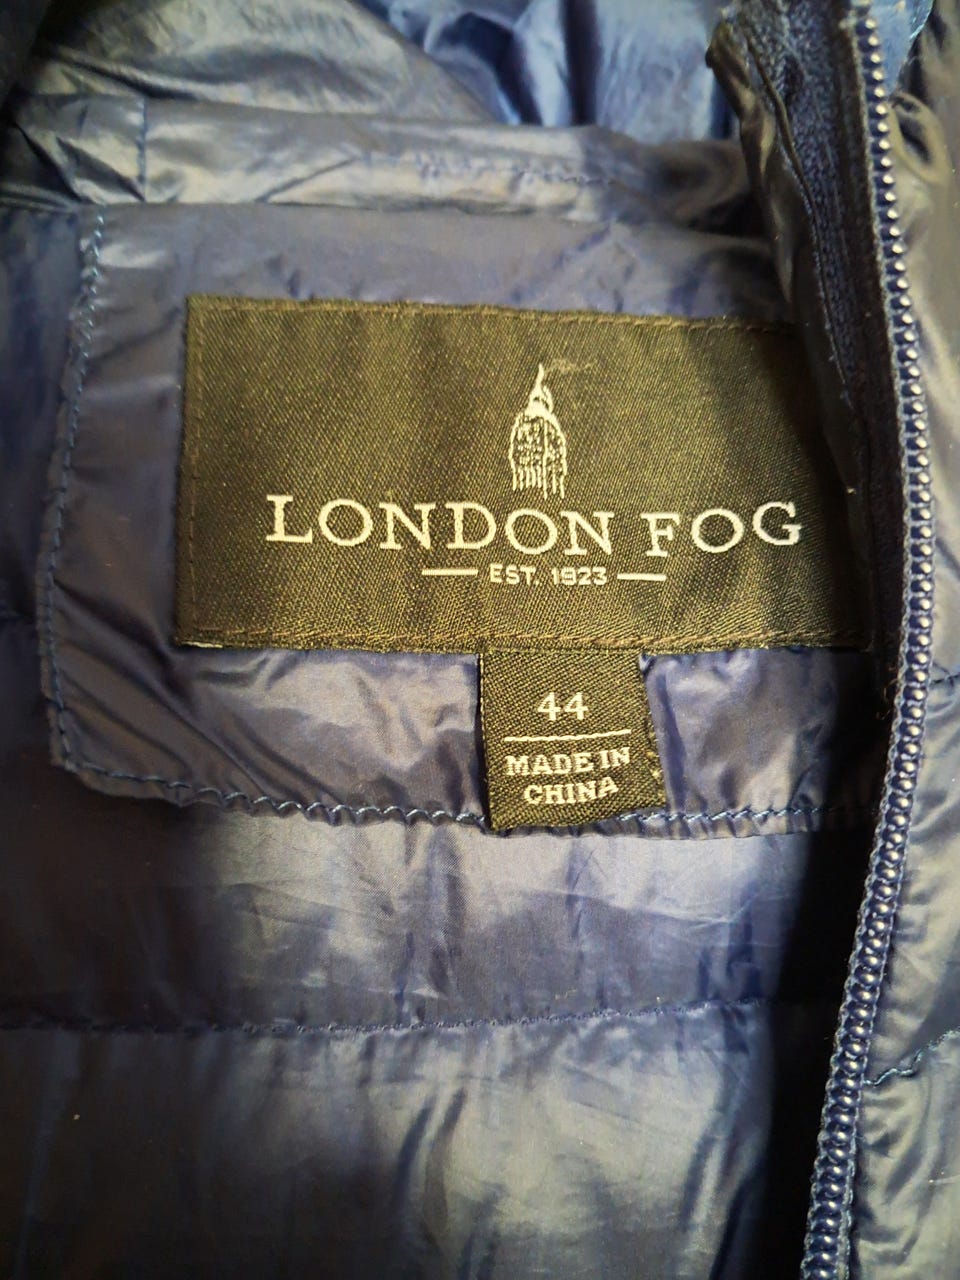 LONDON FOG
EST. 1923
44
MADE IN
CHINA